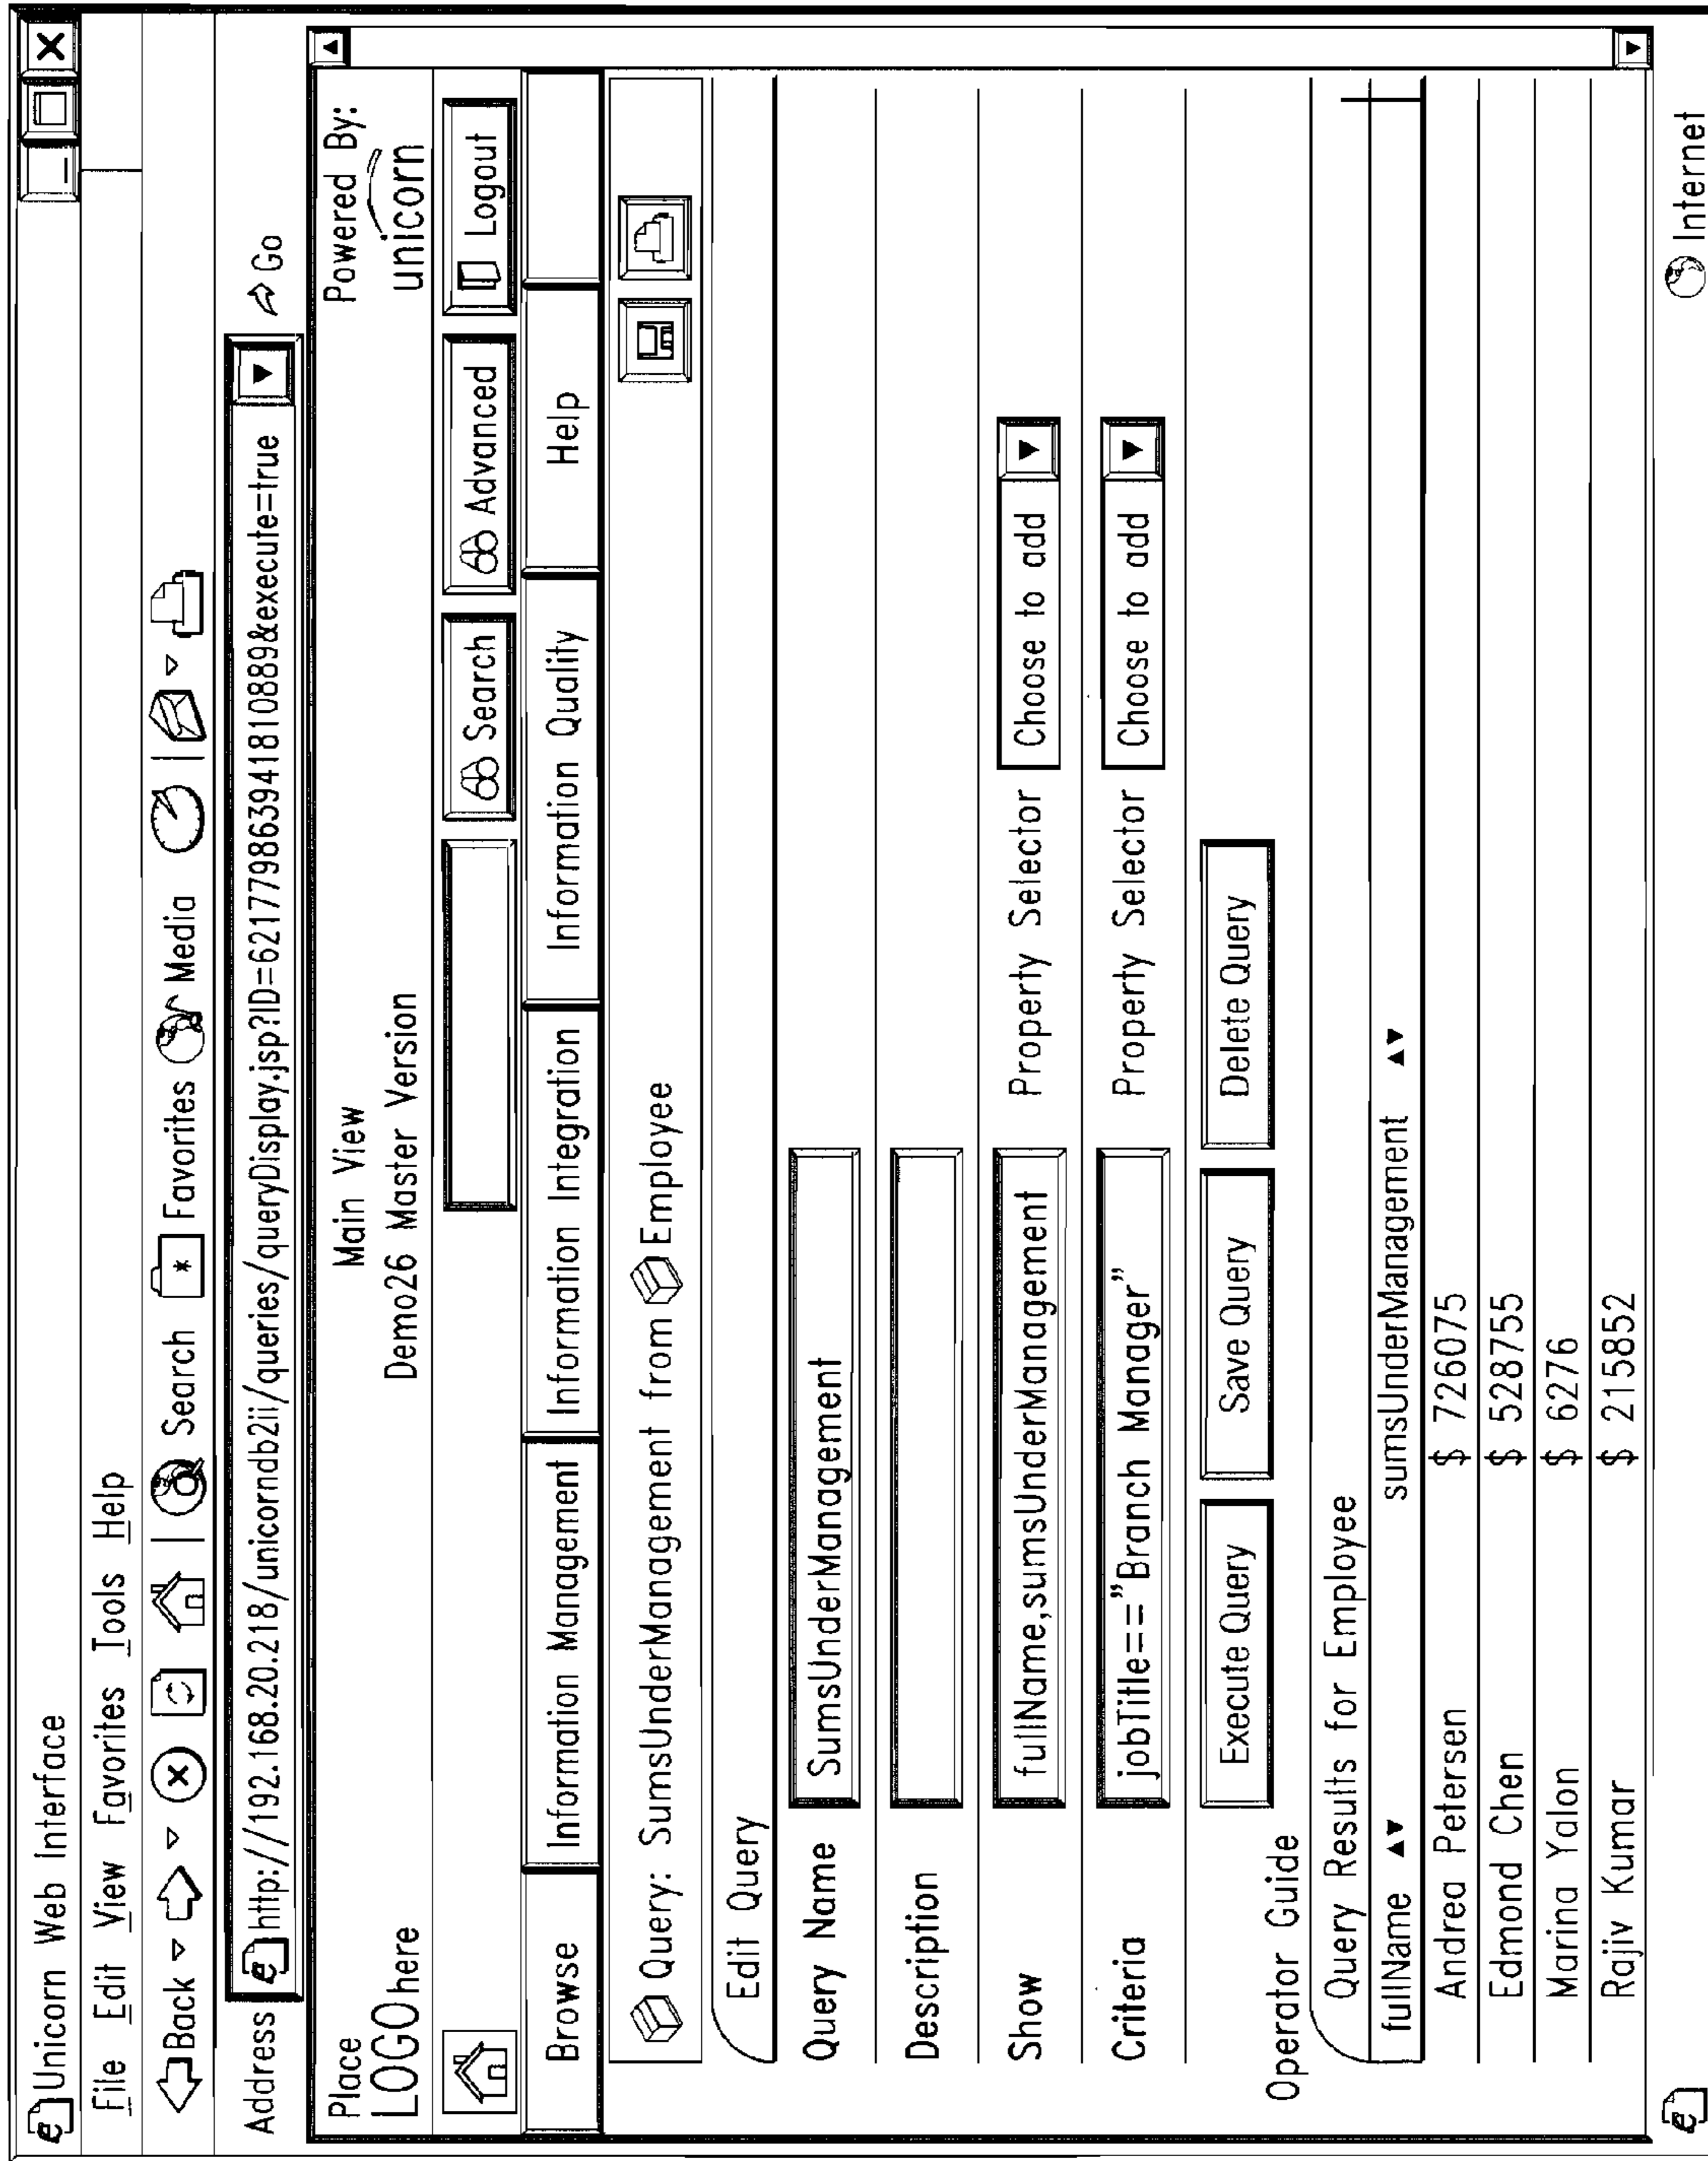 Unicorn Web Interface
File Edit View Favorites Tools Help
Back Search Favorites Media
Address http://192.168.20.218/unicorndb2ii/queries/queryDisplay.jsp?ID=6217798639418108898&execute=true Go
Place LOGO here
Main View
Demo26 Master Version
Powered By: unicorn
Search Advanced Logout
Browse Information Management Information Integration Information Quality Help
Query: SumsUnderManagement from Employee
Edit Query
Query Name SumsUnderManagement
Description
Show fullName,sumsUnderManagement Property Selector Choose to add
Criteria jobTitle=="Branch Manager" Property Selector Choose to add
Execute Query Save Query Delete Query
Operator Guide
Query Results for Employee
fullName sumsUnderManagement
Andrea Petersen $ 726075
Edmond Chen $ 528755
Marina Yalon $ 6276
Rajiv Kumar $ 215852
Internet